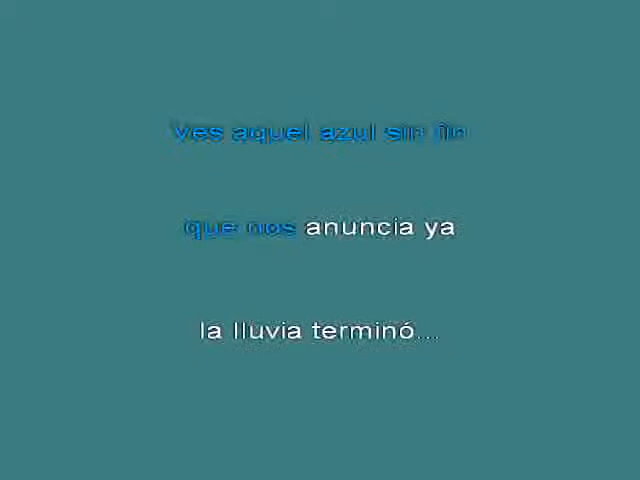 Ves aquel azul sin fin
que nos anuncia ya
la lluvia terminó...